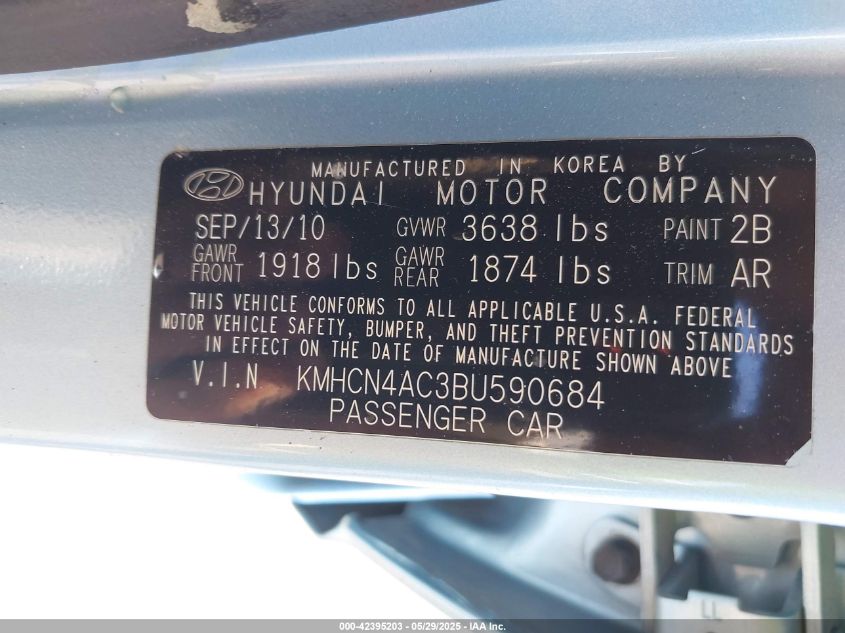 MANUFACTURED IN KOREA BY
HYUNDAI MOTOR COMPANY
SEP/13/10 GVWR 3638 lbs PAINT 2B
GAWR FRONT 1918 lbs GAWR REAR 1874 lbs TRIM AR
THIS VEHICLE CONFORMS TO ALL APPLICABLE U.S.A. FEDERAL
MOTOR VEHICLE SAFETY, BUMPER, AND THEFT PREVENTION STANDARDS
IN EFFECT ON THE DATE OF MANUFACTURE SHOWN ABOVE
V.I.N KMHCN4AC3BU590684
PASSENGER CAR
000-42395203 - 05/29/2025 - IAA Inc.